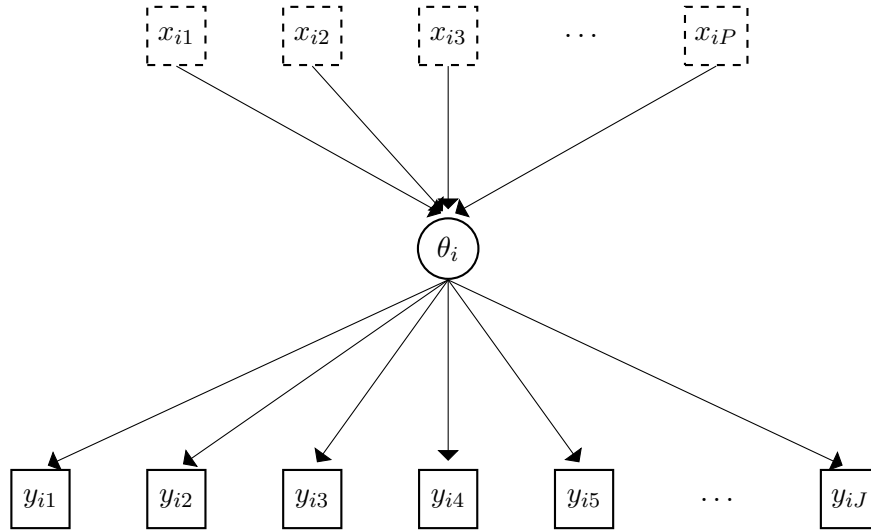 x_{i1} x_{i2} x_{i3} ⋯ x_{iP}
θ_i
y_{i1} y_{i2} y_{i3} y_{i4} y_{i5} ⋯ y_{iJ}